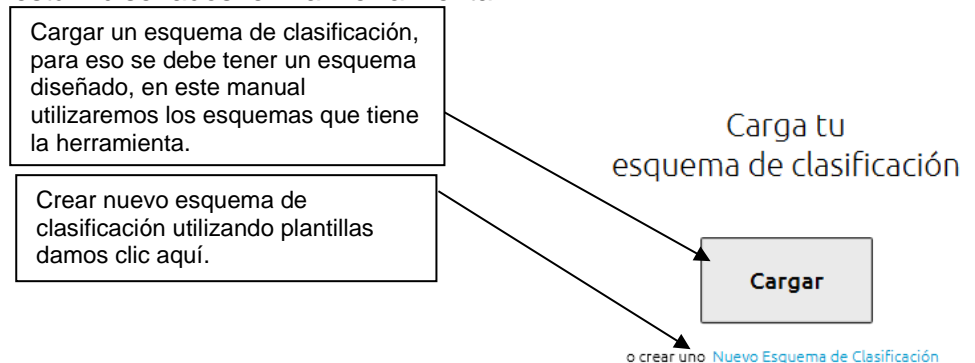 Cargar un esquema de clasificación,
para eso se debe tener un esquema
diseñado, en este manual
utilizaremos los esquemas que tiene
la herramienta.
Crear nuevo esquema de
clasificación utilizando plantillas
damos clic aquí.
Carga tu
esquema de clasificación
Cargar
o crear uno Nuevo Esquema de Clasificación